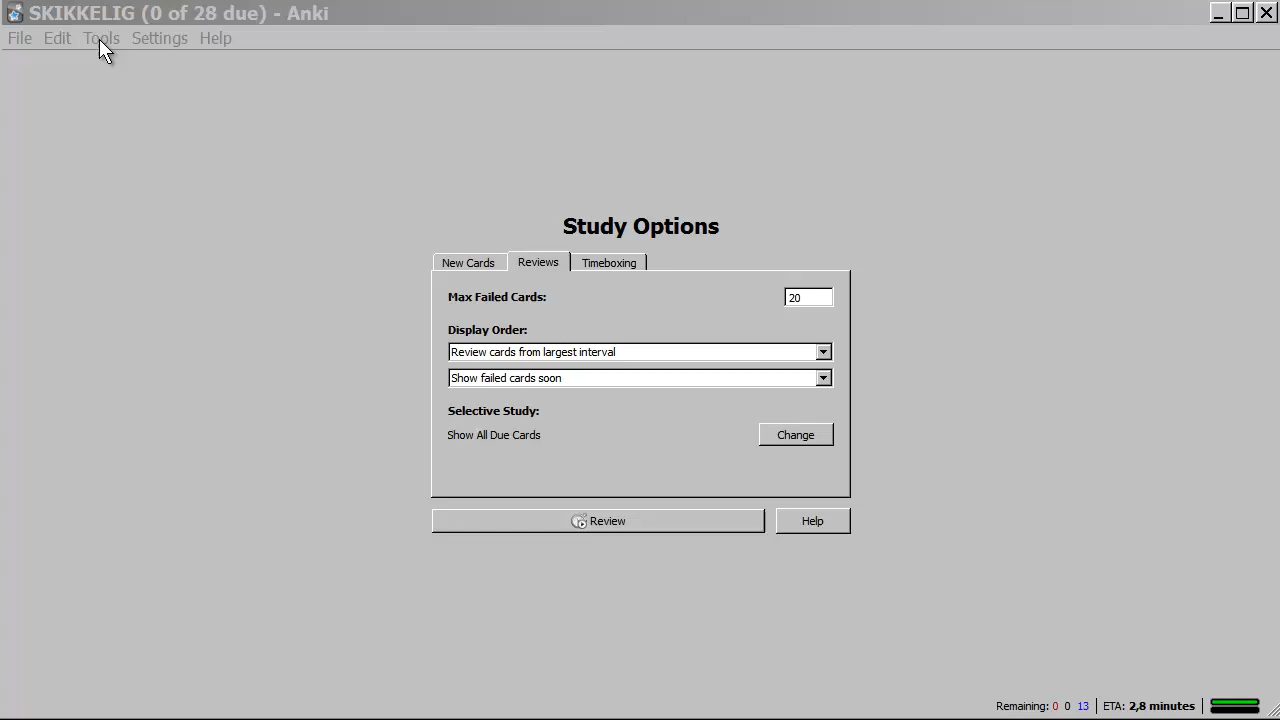 SKIKKELIG (0 of 28 due) - Anki
File Edit Tools Settings Help
Study Options
New Cards Reviews Timeboxing
Max Failed Cards: 20
Display Order:
Review cards from largest interval
Show failed cards soon
Selective Study:
Show All Due Cards Change
Review Help
Remaining: 0 0 13 ETA: 2,8 minutes